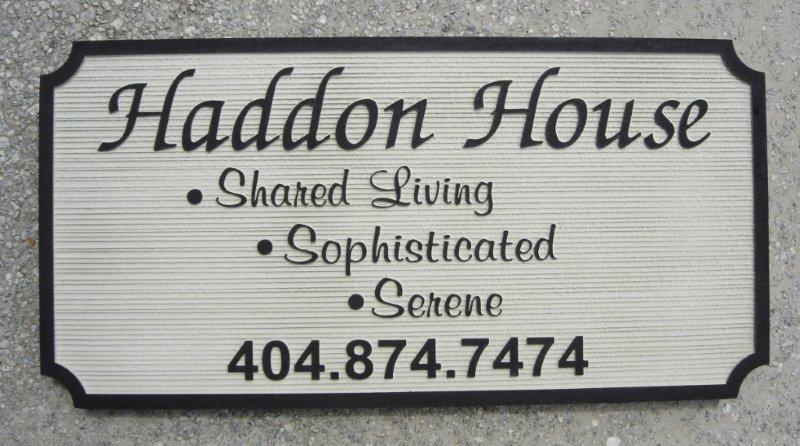 Haddon House
• Shared Living
• Sophisticated
• Serene
404.874.7474